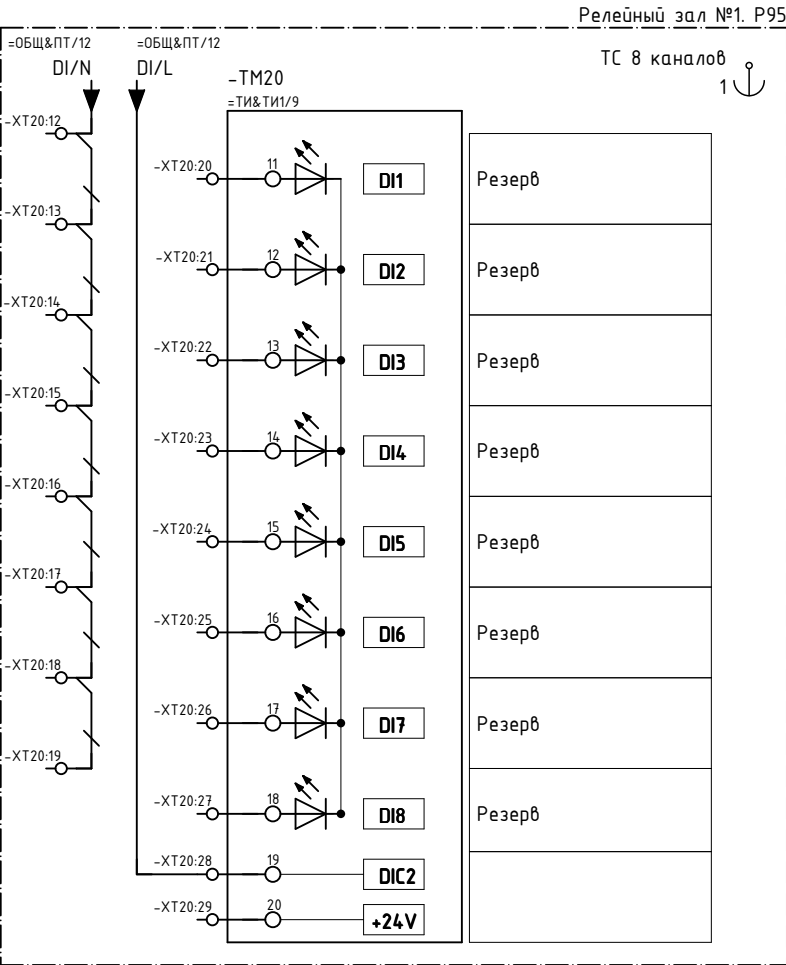 Релейный зал №1. Р95
=ОБЩ&ПТ/12
=ОБЩ&ПТ/12
DI/N
DI/L
ТС 8 каналов
1
-TM20
=ТИ&ТИ1/9
-XT20:12
-XT20:13
-XT20:14
-XT20:15
-XT20:16
-XT20:17
-XT20:18
-XT20:19
-XT20:20 11 DI1 Резерв
-XT20:21 12 DI2 Резерв
-XT20:22 13 DI3 Резерв
-XT20:23 14 DI4 Резерв
-XT20:24 15 DI5 Резерв
-XT20:25 16 DI6 Резерв
-XT20:26 17 DI7 Резерв
-XT20:27 18 DI8 Резерв
-XT20:28 19 DIC2
-XT20:29 20 +24V